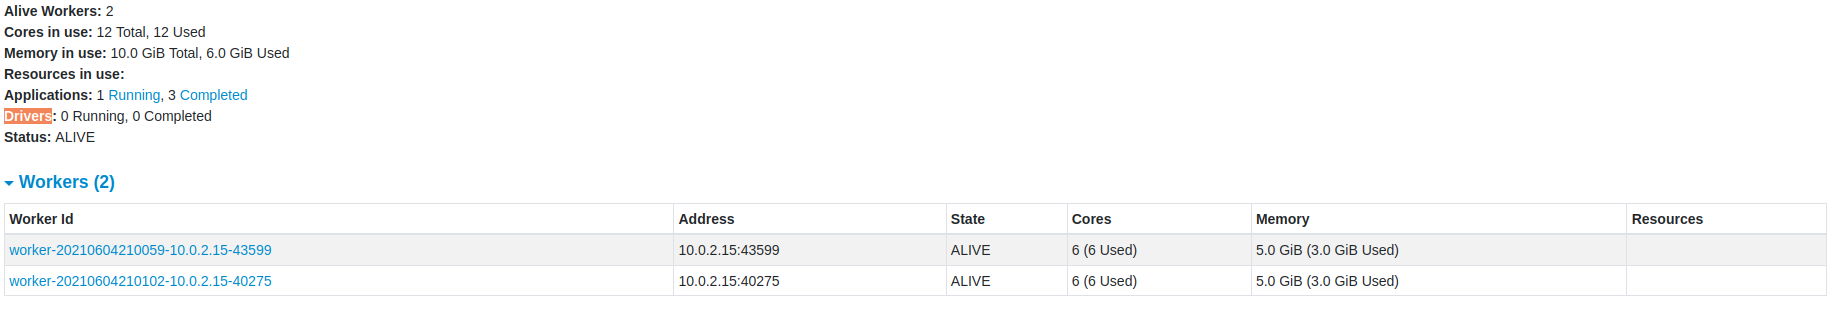 Alive Workers: 2
Cores in use: 12 Total, 12 Used
Memory in use: 10.0 GiB Total, 6.0 GiB Used
Resources in use:
Applications: 1 Running, 3 Completed
Drivers: 0 Running, 0 Completed
Status: ALIVE
Workers (2)
Worker Id Address State Cores Memory Resources
worker-20210604210059-10.0.2.15-43599 10.0.2.15:43599 ALIVE 6 (6 Used) 5.0 GiB (3.0 GiB Used)
worker-20210604210102-10.0.2.15-40275 10.0.2.15:40275 ALIVE 6 (6 Used) 5.0 GiB (3.0 GiB Used)